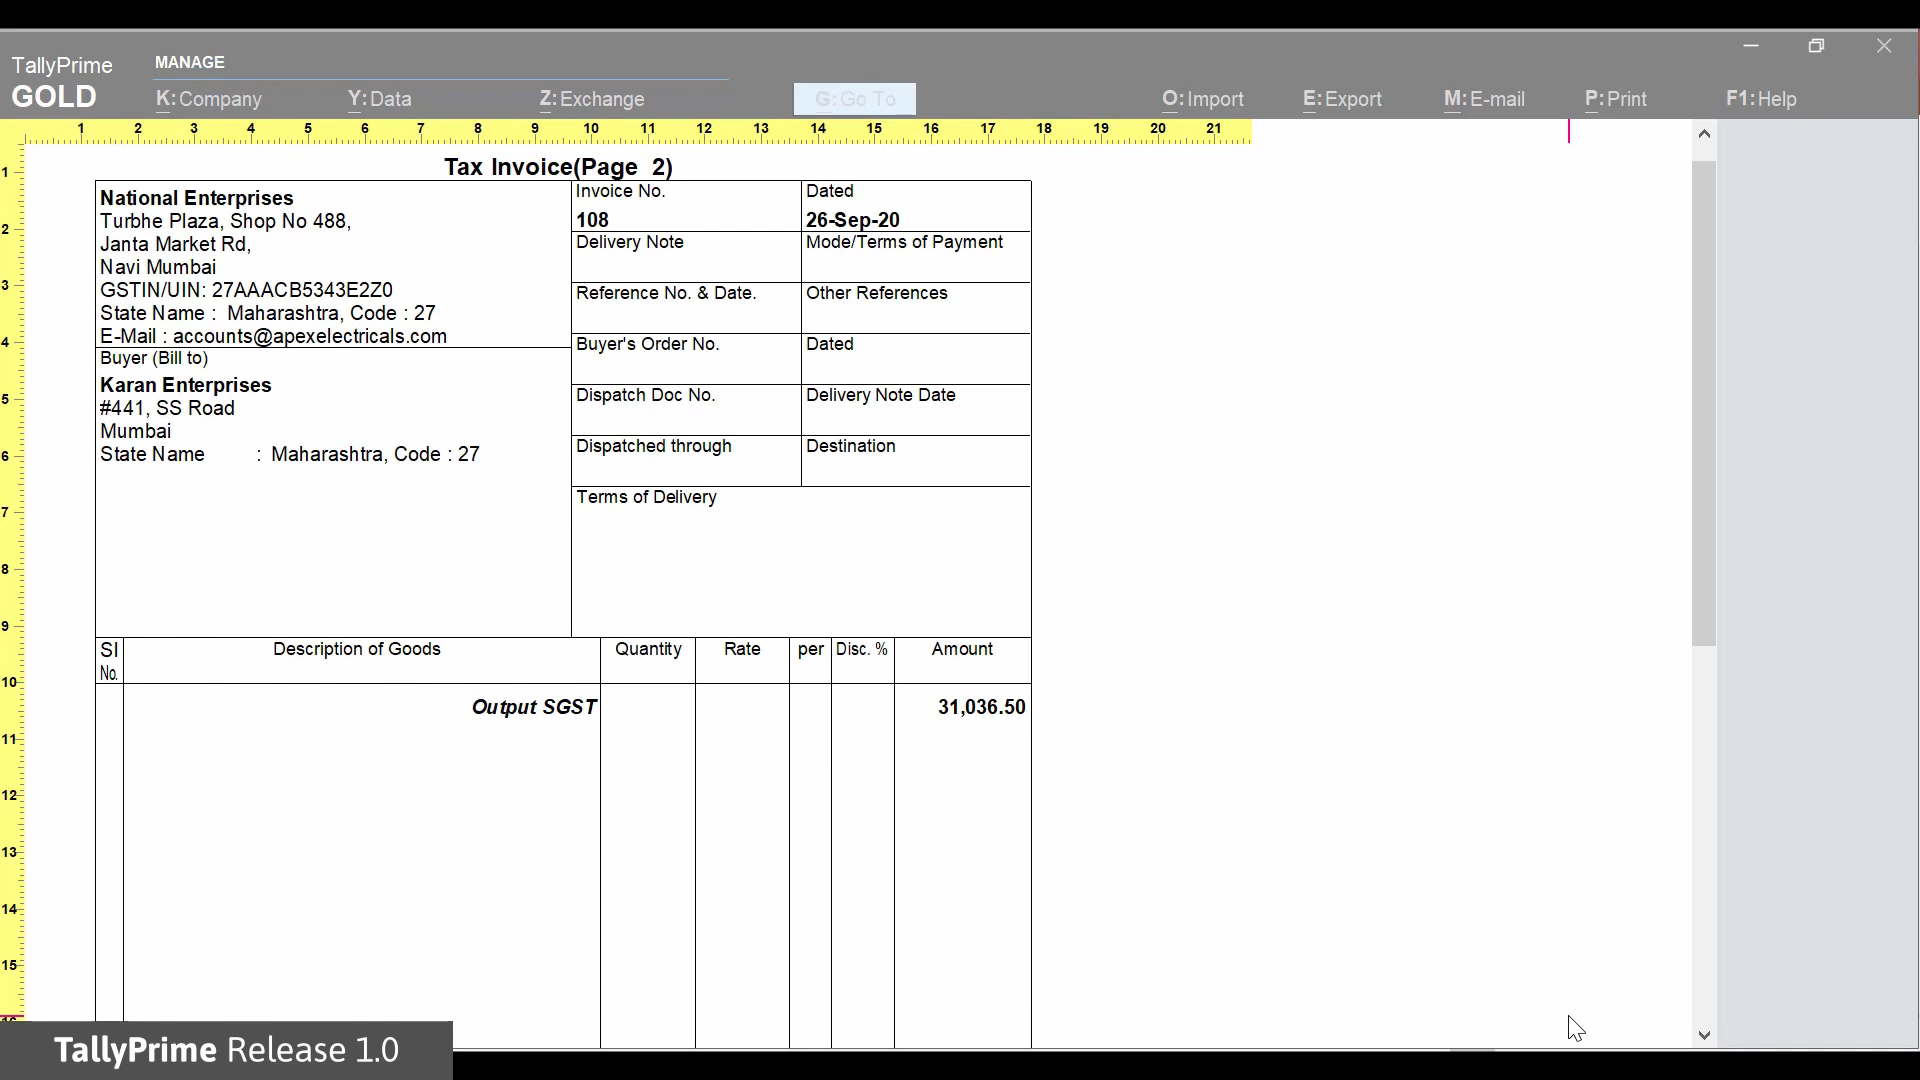 TallyPrime
GOLD
MANAGE
K:Company Y:Data Z:Exchange G:Go To O:Import E:Export M:E-mail P:Print F1:Help
1 2 3 4 5 6 7 8 9 10 11 12 13 14 15 16 17 18 19 20 21
1
2
3
4
5
6
7
8
9
10
11
12
13
14
15
Tax Invoice(Page 2)
National Enterprises
Turbhe Plaza, Shop No 488,
Janta Market Rd,
Navi Mumbai
GSTIN/UIN: 27AAACB5343E2Z0
State Name : Maharashtra, Code : 27
E-Mail : accounts@apexelectricals.com
Buyer (Bill to)
Karan Enterprises
#441, SS Road
Mumbai
State Name : Maharashtra, Code : 27
Invoice No. Dated
108 26-Sep-20
Delivery Note Mode/Terms of Payment
Reference No. & Date. Other References
Buyer's Order No. Dated
Dispatch Doc No. Delivery Note Date
Dispatched through Destination
Terms of Delivery
SI Description of Goods Quantity Rate per Disc. % Amount
No.
Output SGST 31,036.50
TallyPrime Release 1.0